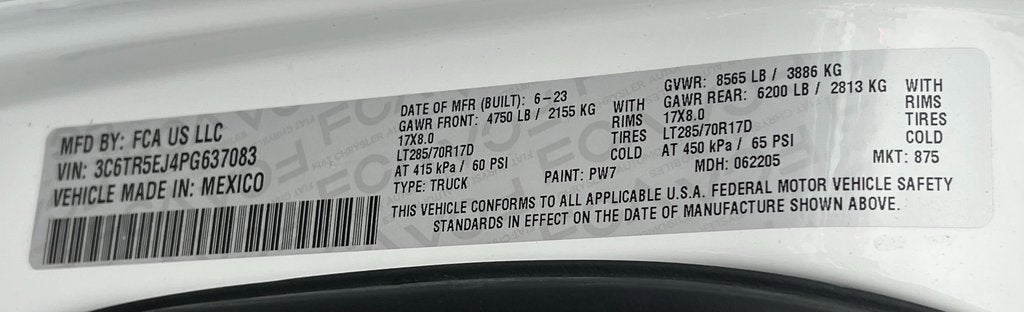 MFD BY: FCA US LLC
VIN: 3C6TR5EJ4PG637083
VEHICLE MADE IN: MEXICO
DATE OF MFR (BUILT): 6-23
GAWR FRONT: 4750 LB / 2155 KG WITH
17X8.0 RIMS
LT285/70R17D TIRES
AT 415 kPa / 60 PSI COLD
TYPE: TRUCK PAINT: PW7
GVWR: 8565 LB / 3886 KG
GAWR REAR: 6200 LB / 2813 KG WITH
17X8.0 RIMS
LT285/70R17D TIRES
AT 450 kPa / 65 PSI COLD
MDH: 062205 MKT: 875
THIS VEHICLE CONFORMS TO ALL APPLICABLE U.S.A. FEDERAL MOTOR VEHICLE SAFETY
STANDARDS IN EFFECT ON THE DATE OF MANUFACTURE SHOWN ABOVE.